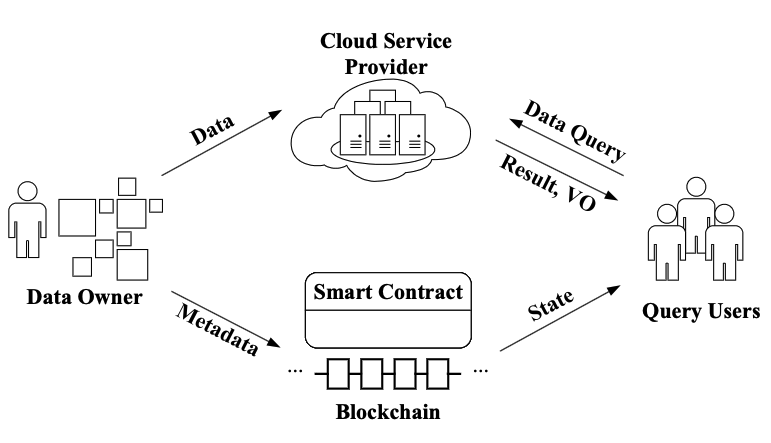 Cloud Service
Provider
Data
Data Query
Result, VO
Data Owner
Metadata
Smart Contract
State
Query Users
... ...
Blockchain